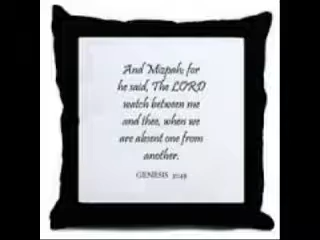 And Mizpah; for
he said, The LORD
watch between me
and thee, when we
are absent one from
another.
GENESIS 31:49